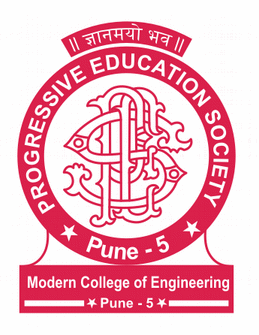 ॥ ज्ञानमयो भव ॥
PROGRESSIVE EDUCATION SOCIETY
Pune - 5
Modern College of Engineering
Pune - 5